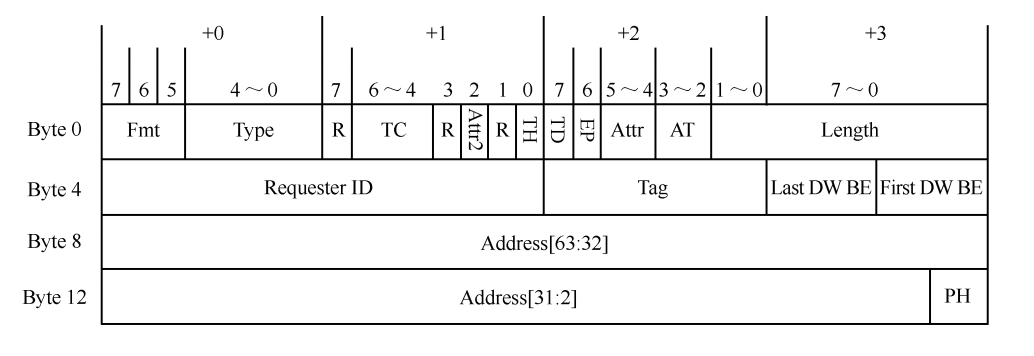 +0 +1 +2 +3
7 6 5 4～0 7 6～4 3 2 1 0 7 6 5～4 3～2 1～0 7～0
Byte 0 Fmt Type R TC R Attr2 R TH TD EP Attr AT Length
Byte 4 Requester ID Tag Last DW BE First DW BE
Byte 8 Address[63:32]
Byte 12 Address[31:2] PH